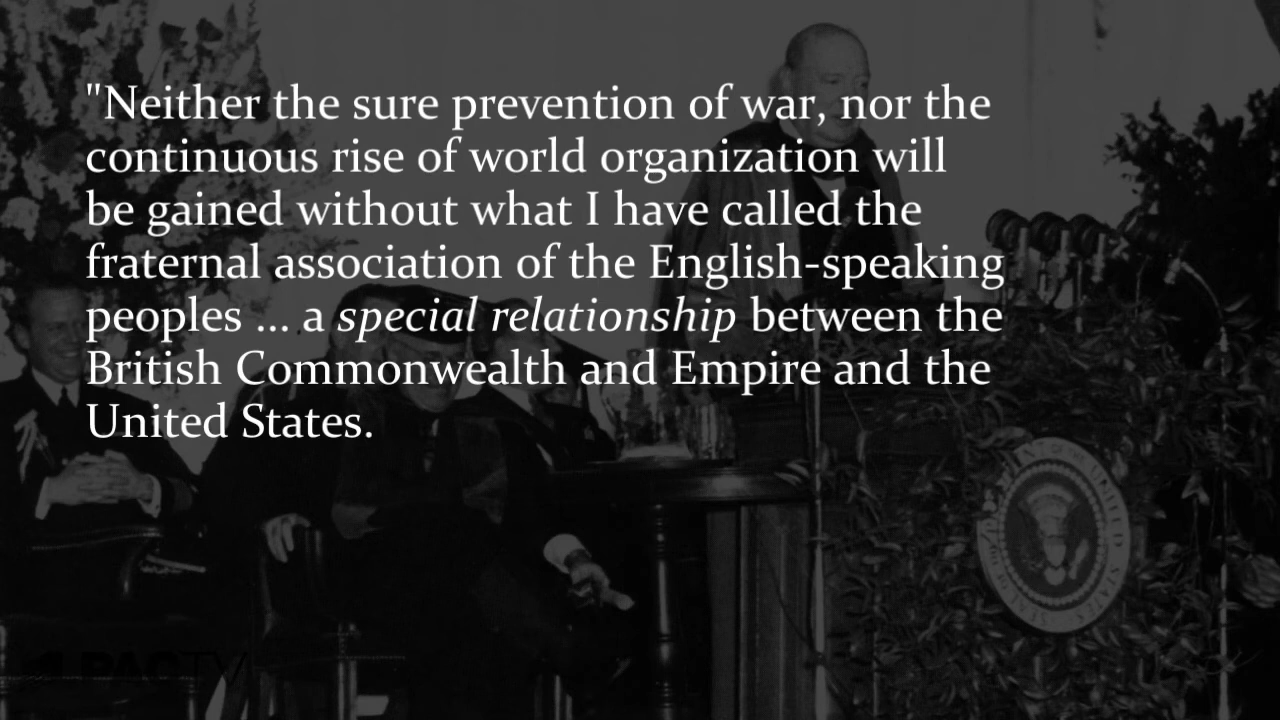 "Neither the sure prevention of war, nor the
continuous rise of world organization will
be gained without what I have called the
fraternal association of the English-speaking
peoples ... a special relationship between the
British Commonwealth and Empire and the
United States.
LPACTV